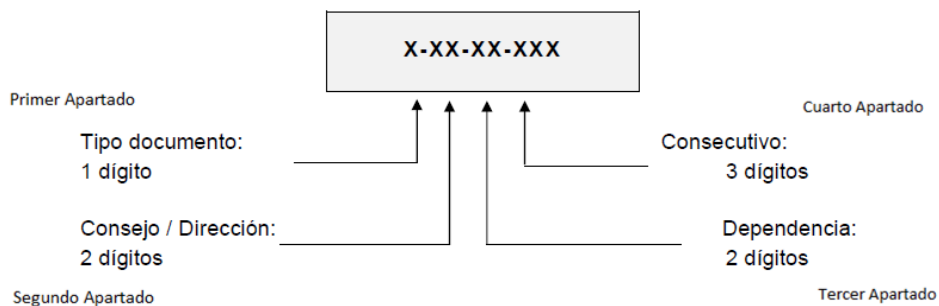 X-XX-XX-XXX
Primer Apartado
Cuarto Apartado
Tipo documento:
1 dígito
Consecutivo:
3 dígitos
Consejo / Dirección:
2 dígitos
Dependencia:
2 dígitos
Segundo Apartado
Tercer Apartado